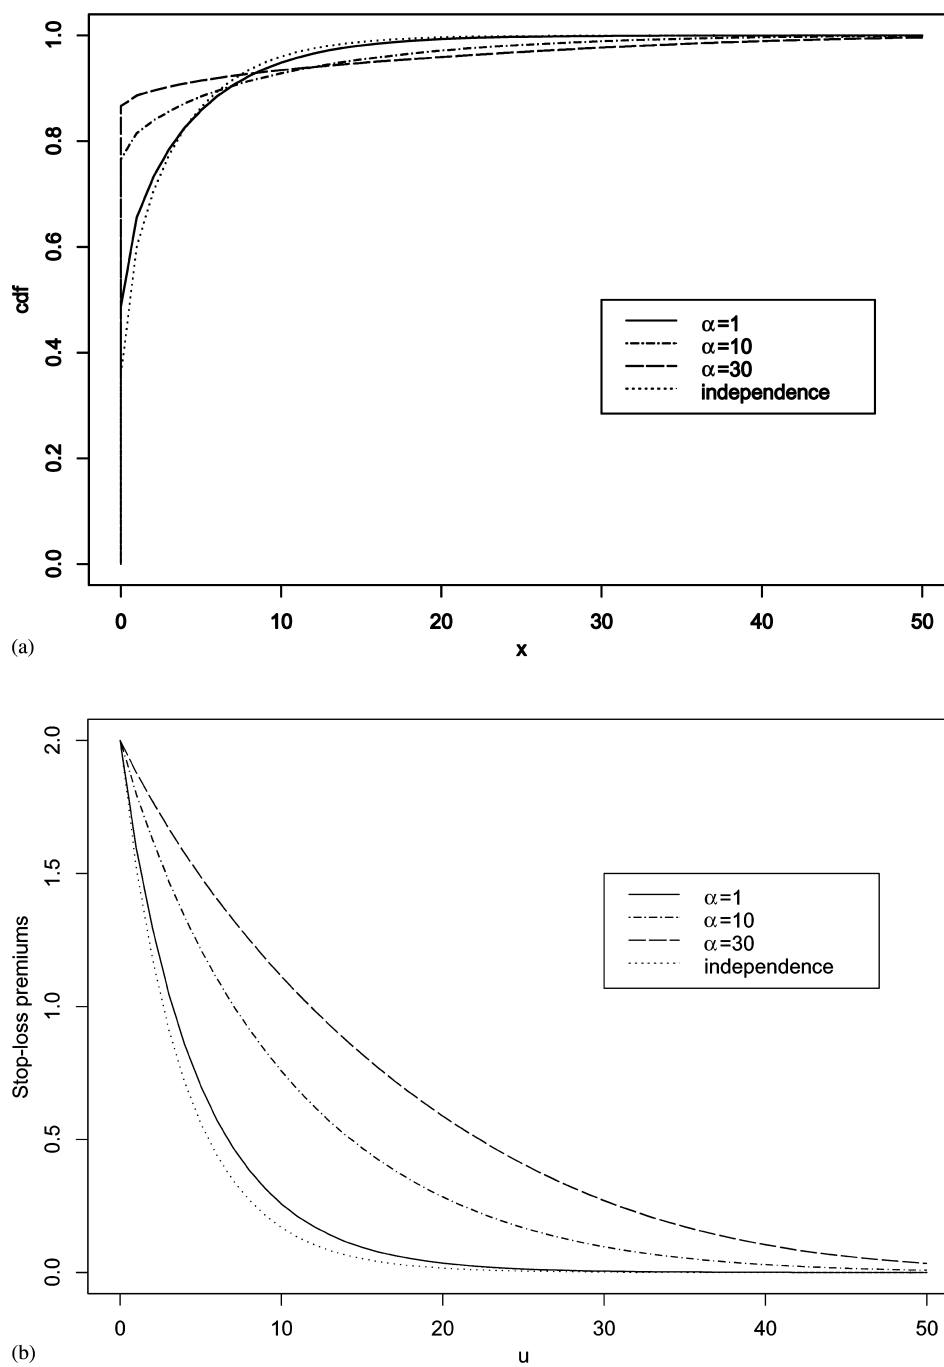 1.0
0.8
0.6
0.4
0.2
0.0
cdf
α=1
α=10
α=30
independence
0 10 20 30 40 50
x
(a)
2.0
1.5
1.0
0.5
0.0
Stop-loss premiums
α=1
α=10
α=30
independence
0 10 20 30 40 50
u
(b)